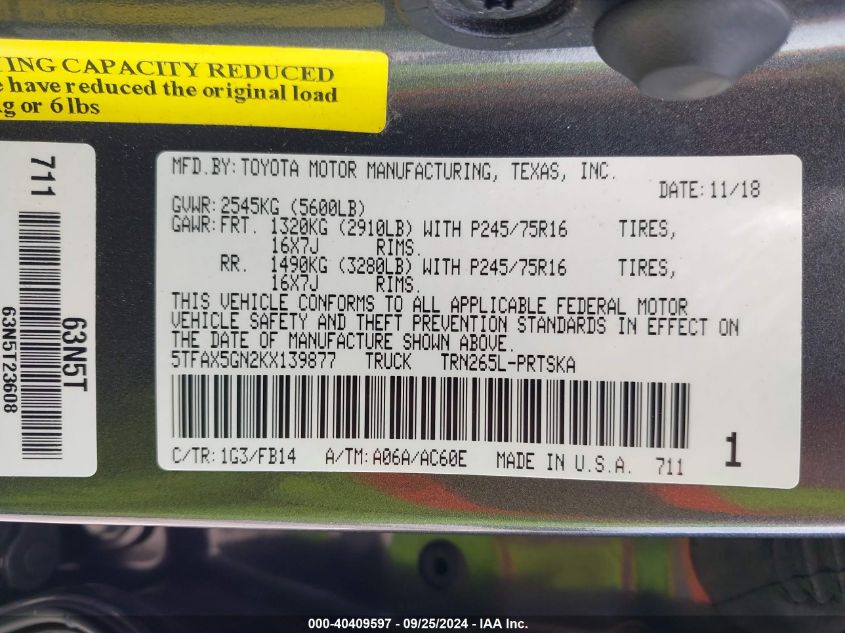 CAPACITY REDUCED
have reduced the original load
or 6 lbs
711
63N5T
63N5T23608
MFD.BY:TOYOTA MOTOR MANUFACTURING, TEXAS, INC.
DATE:11/18
GVWR:2545KG (5600LB)
GAWR:FRT. 1320KG (2910LB) WITH P245/75R16 TIRES,
16X7J RIMS.
RR. 1490KG (3280LB) WITH P245/75R16 TIRES,
16X7J RIMS.
THIS VEHICLE CONFORMS TO ALL APPLICABLE FEDERAL MOTOR
VEHICLE SAFETY AND THEFT PREVENTION STANDARDS IN EFFECT ON
THE DATE OF MANUFACTURE SHOWN ABOVE.
5TFAX5GN2KX139877 TRUCK TRN265L-PRTSKA
C/TR:1G3/FB14 A/TM:A06A/AC60E MADE IN U.S.A. 711
1
000-40409597 - 09/25/2024 - IAA Inc.